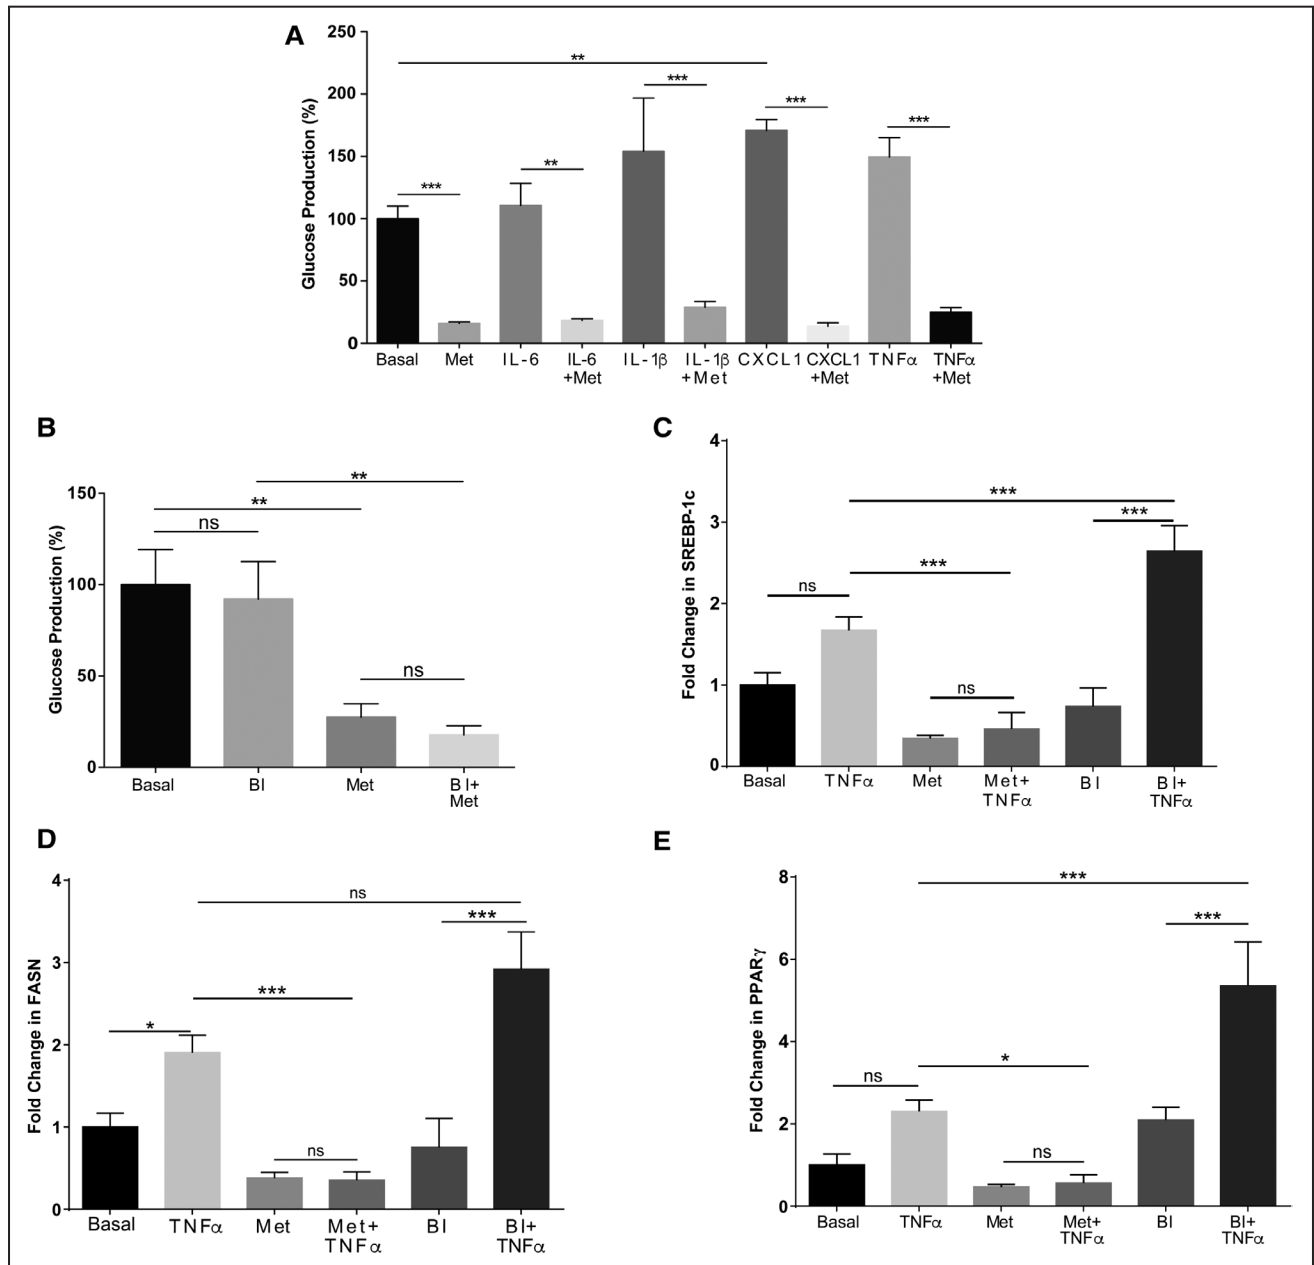 A
250
200
150
100
50
0
Glucose Production (%)
**
***
***
***
**
***
Basal Met IL-6 IL-6 IL-1β IL-1β CXCL1 CXCL1 TNFα TNFα
+Met +Met +Met +Met
B
150
100
50
0
Glucose Production (%)
**
**
ns
ns
Basal BI Met BI+
Met
C
4
3
2
1
0
Fold Change in SREBP-1c
***
***
***
ns
ns
Basal TNFα Met Met+ BI BI+
TNFα TNFα
D
4
3
2
1
0
Fold Change in FASN
ns
***
***
*
ns
Basal TNFα Met Met+ BI BI+
TNFα TNFα
E
8
6
4
2
0
Fold Change in PPARγ
***
***
*
ns
ns
Basal TNFα Met Met+ BI BI+
TNFα TNFα